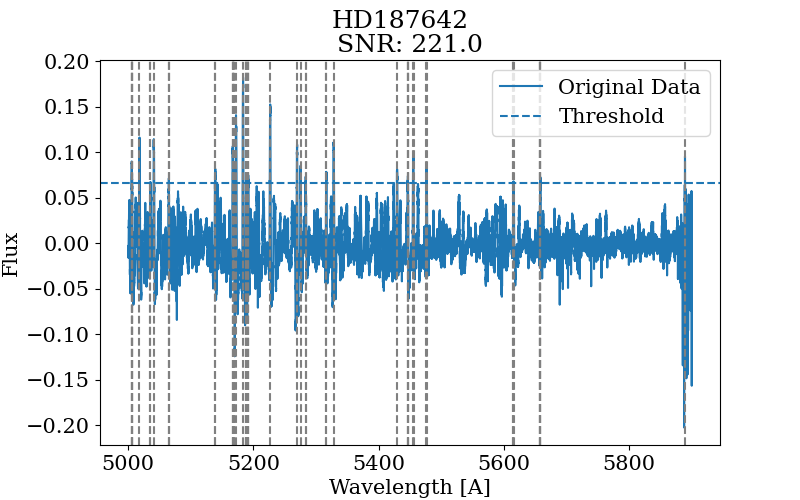 HD187642
SNR: 221.0
Original Data
Threshold
Flux
0.20
0.15
0.10
0.05
0.00
−0.05
−0.10
−0.15
−0.20
5000 5200 5400 5600 5800
Wavelength [A]